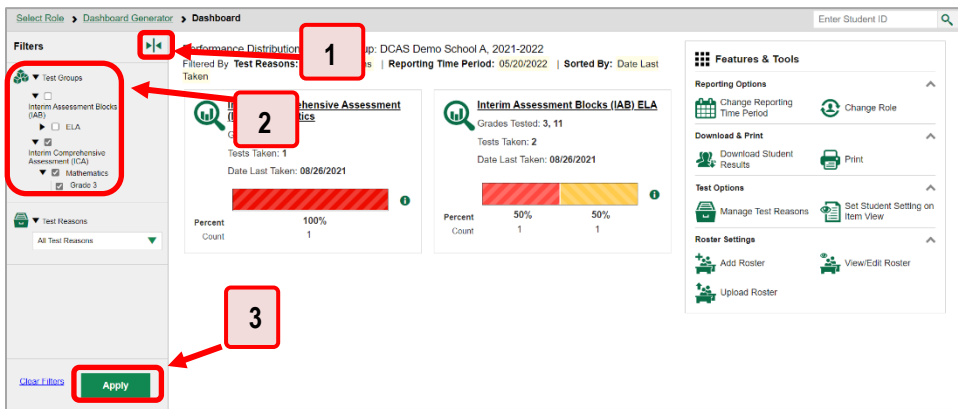 Select Role > Dashboard Generator > Dashboard
Enter Student ID
Filters
Test Groups
Interim Assessment Blocks
(IAB)
ELA
Interim Comprehensive
Assessment (ICA)
Mathematics
Grade 3
Test Reasons
All Test Reasons
Clear Filters
Apply
1
2
3
Performance Distribution up: DCAS Demo School A, 2021-2022
Filtered By Test Reasons: ns | Reporting Time Period: 05/20/2022 | Sorted By: Date Last
Taken
hensive Assessment
tics
Tests Taken: 1
Date Last Taken: 08/26/2021
Percent 100%
Count 1
Interim Assessment Blocks (IAB) ELA
Grades Tested: 3, 11
Tests Taken: 2
Date Last Taken: 08/26/2021
Percent 50% 50%
Count 1 1
Features & Tools
Reporting Options
Change Reporting
Time Period
Change Role
Download & Print
Download Student
Results
Print
Test Options
Manage Test Reasons
Set Student Setting on
Item View
Roster Settings
Add Roster
View/Edit Roster
Upload Roster